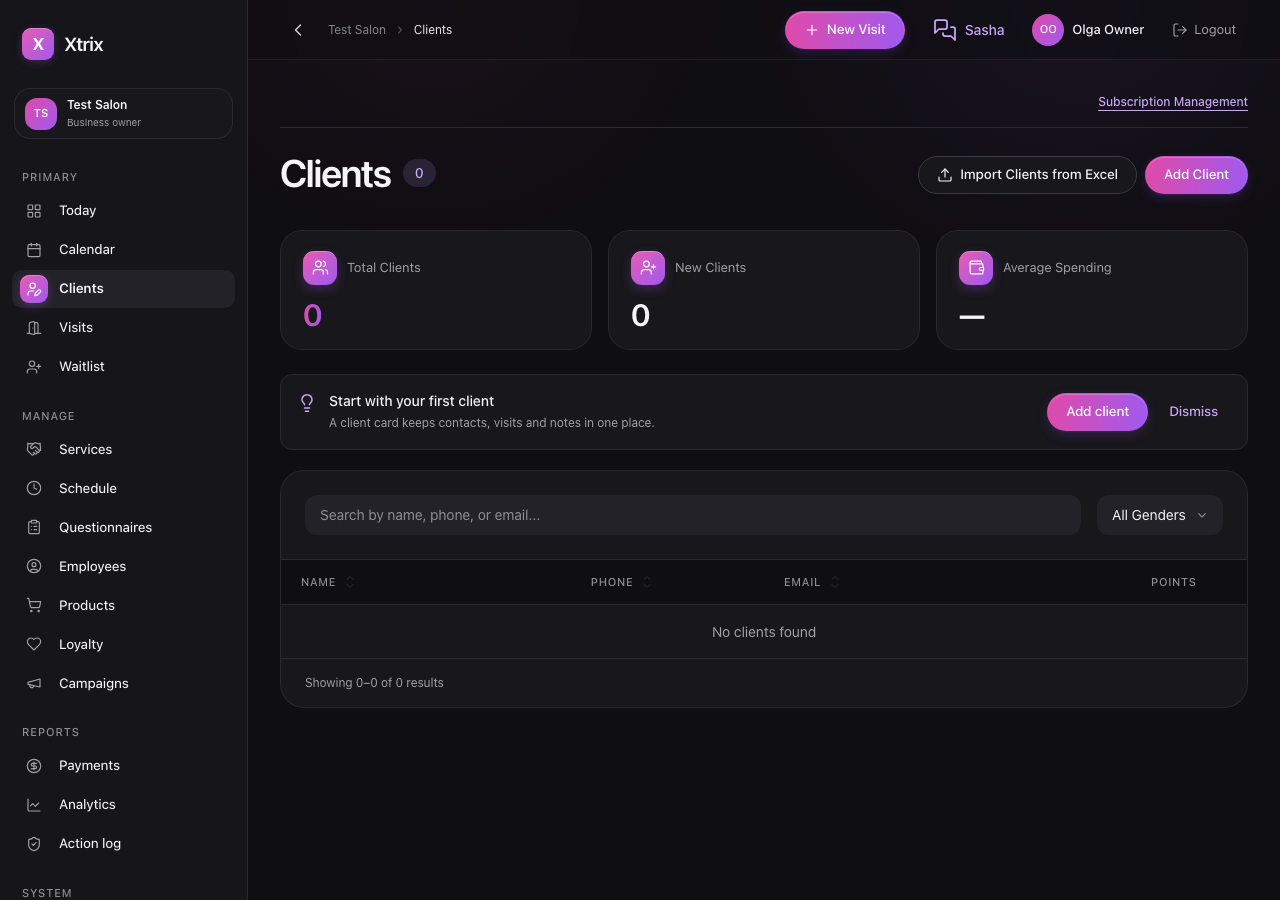 X Xtrix
TS Test Salon
Business owner
PRIMARY
Today
Calendar
Clients
Visits
Waitlist
MANAGE
Services
Schedule
Questionnaires
Employees
Products
Loyalty
Campaigns
REPORTS
Payments
Analytics
Action log
SYSTEM
Test Salon Clients
New Visit
Sasha
OO Olga Owner
Logout
Subscription Management
Clients 0
Import Clients from Excel
Add Client
Total Clients
0
New Clients
0
Average Spending
—
Start with your first client
A client card keeps contacts, visits and notes in one place.
Add client
Dismiss
Search by name, phone, or email...
All Genders
NAME PHONE EMAIL POINTS
No clients found
Showing 0–0 of 0 results